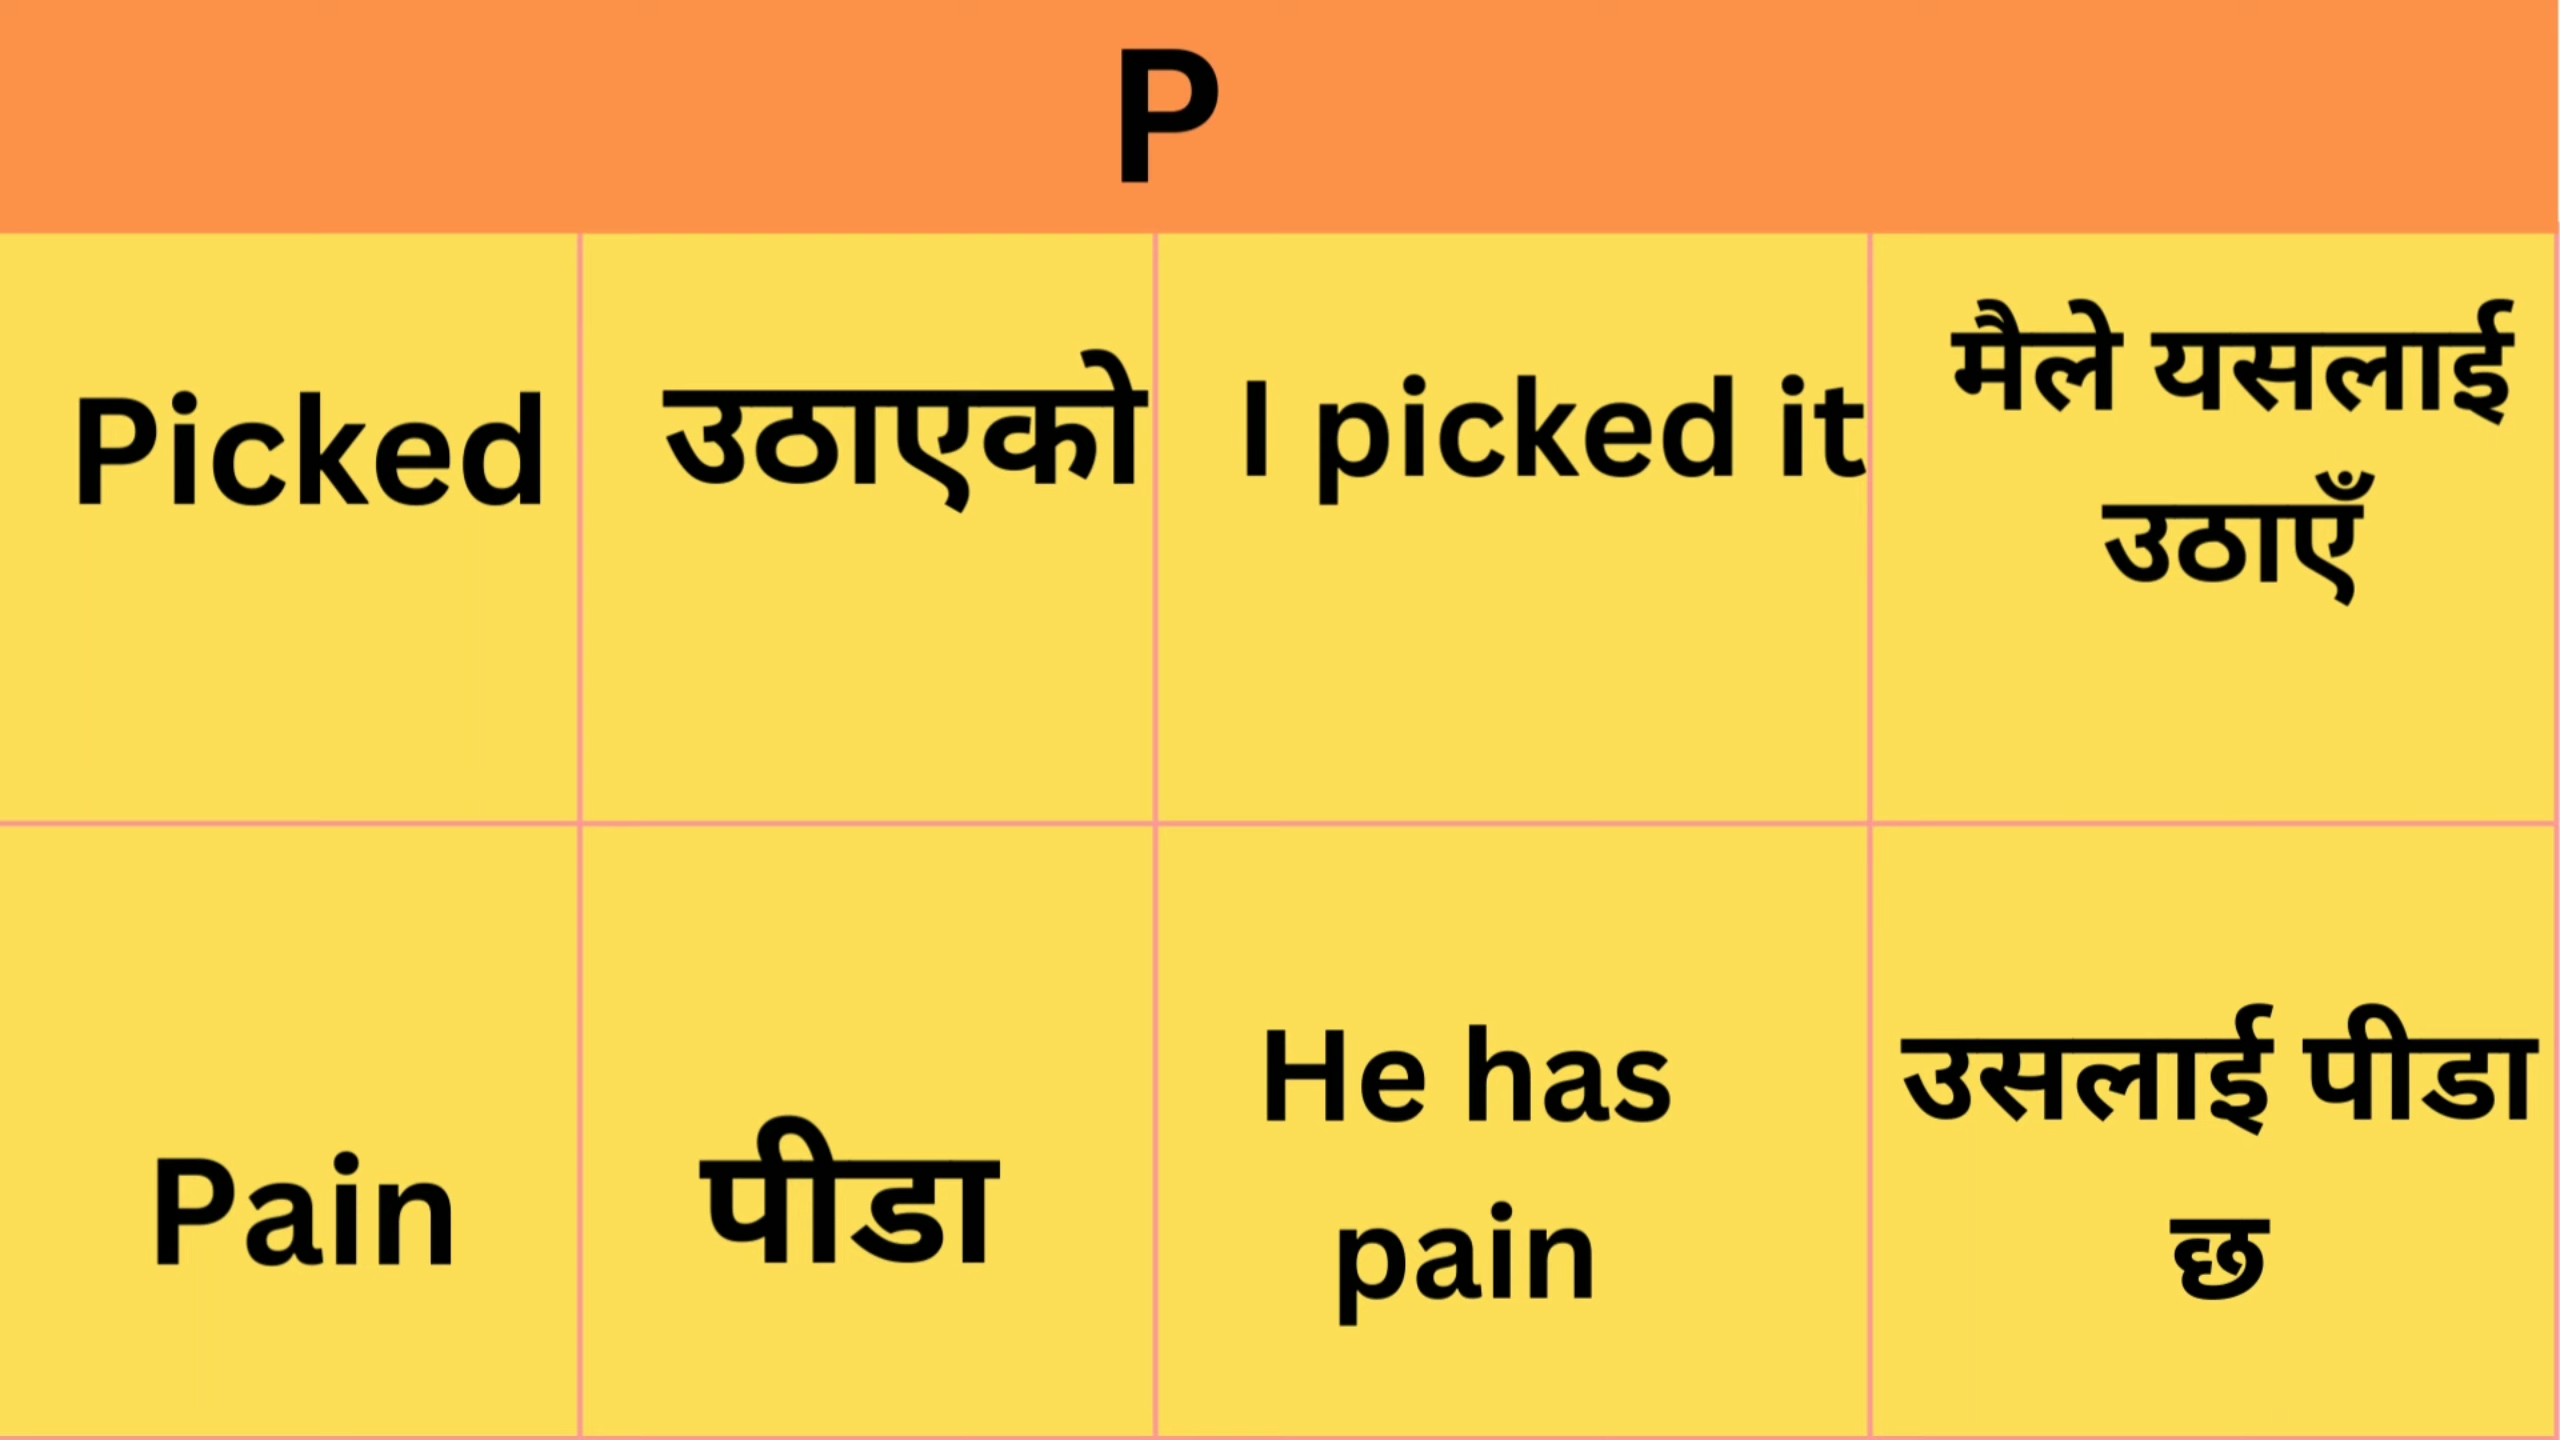 P
Picked
उठाएको
I picked it
मैले यसलाई
उठाएँ
Pain
पीडा
He has
pain
उसलाई पीडा
छ